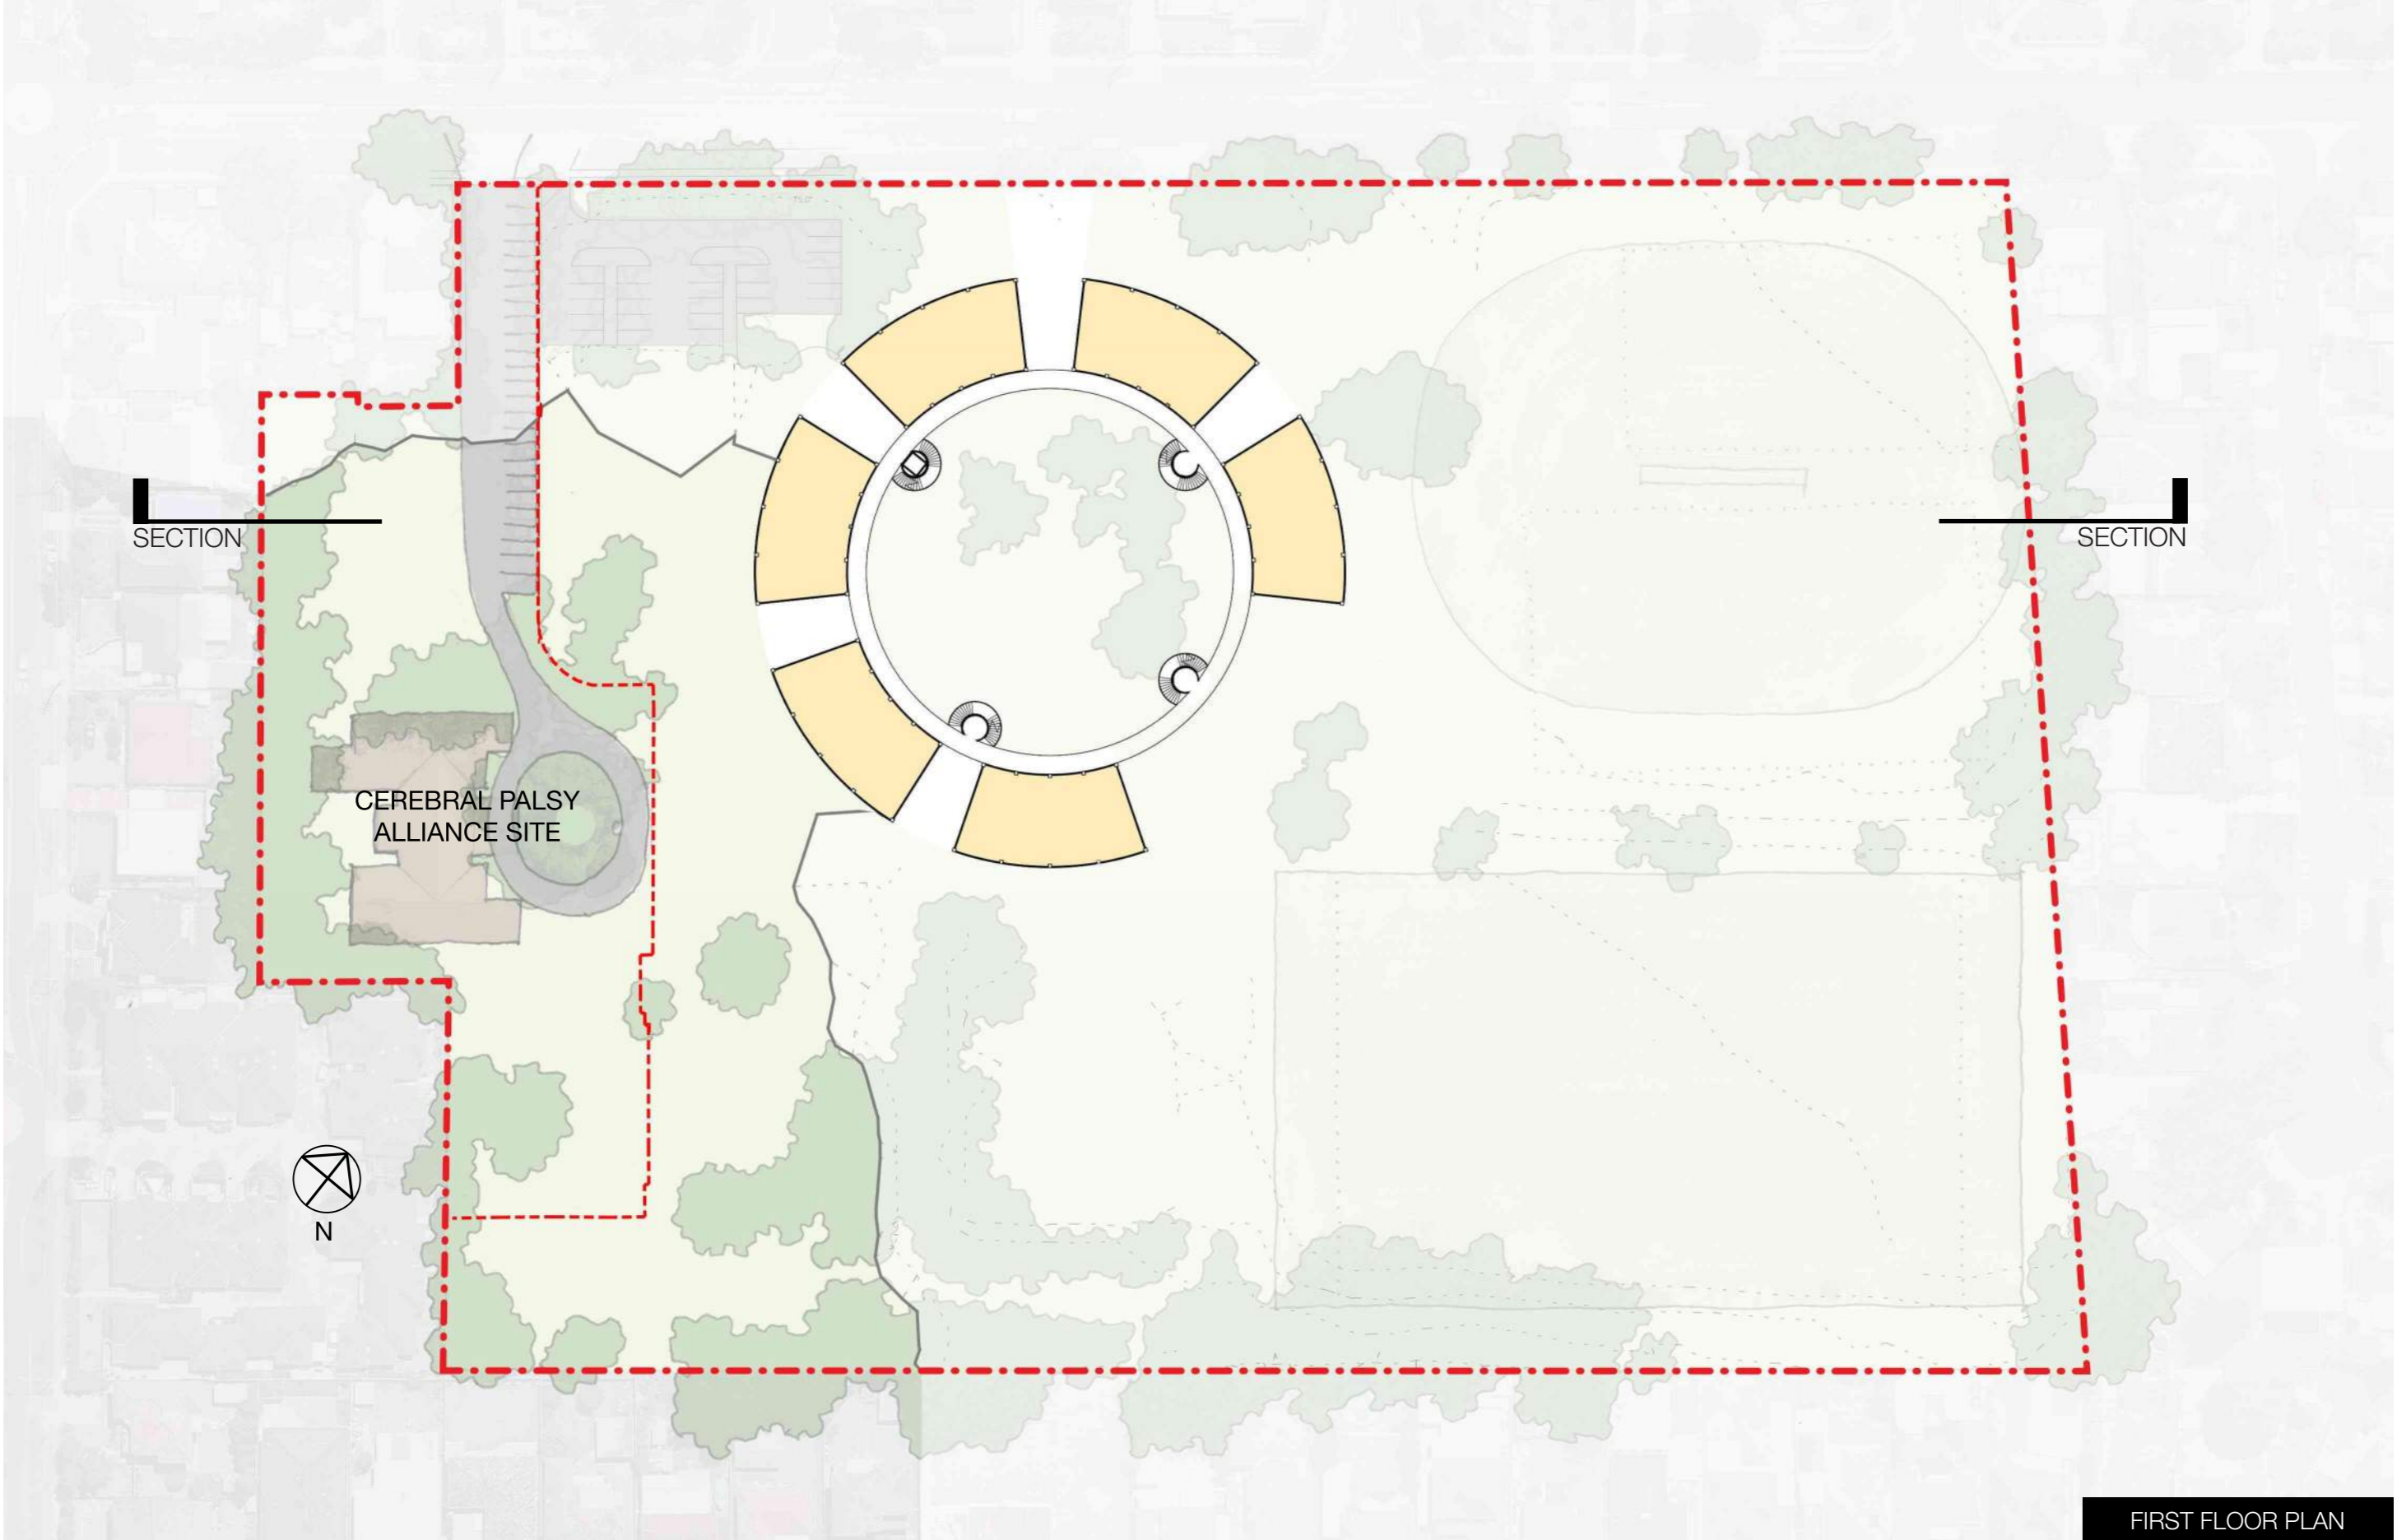 SECTION
SECTION
CEREBRAL PALSY
ALLIANCE SITE
N
FIRST FLOOR PLAN